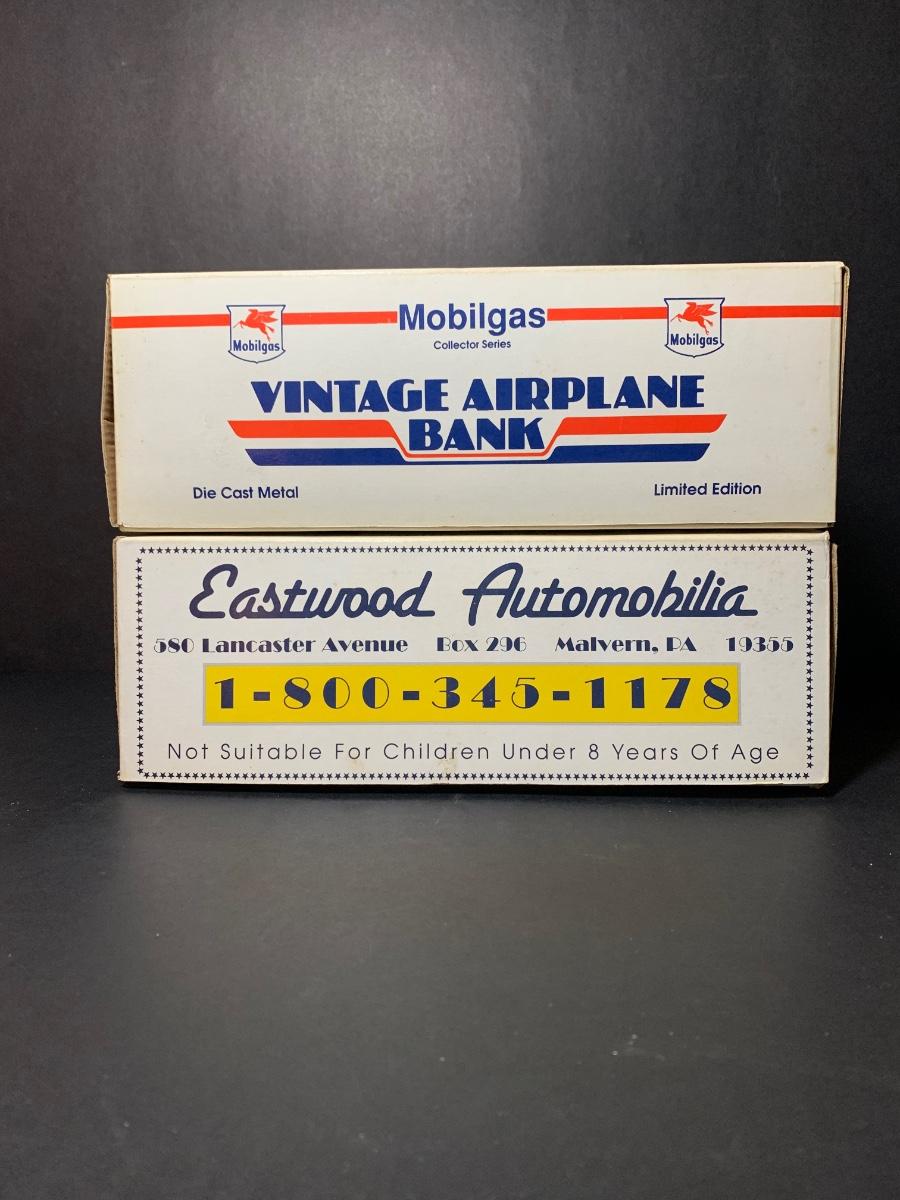 Mobilgas
Mobilgas
Mobilgas
Collector Series
VINTAGE AIRPLANE
BANK
Die Cast Metal
Limited Edition
Eastwood Automobilia
580 Lancaster Avenue Box 296 Malvern, PA 19355
1-800-345-1178
Not Suitable For Children Under 8 Years Of Age